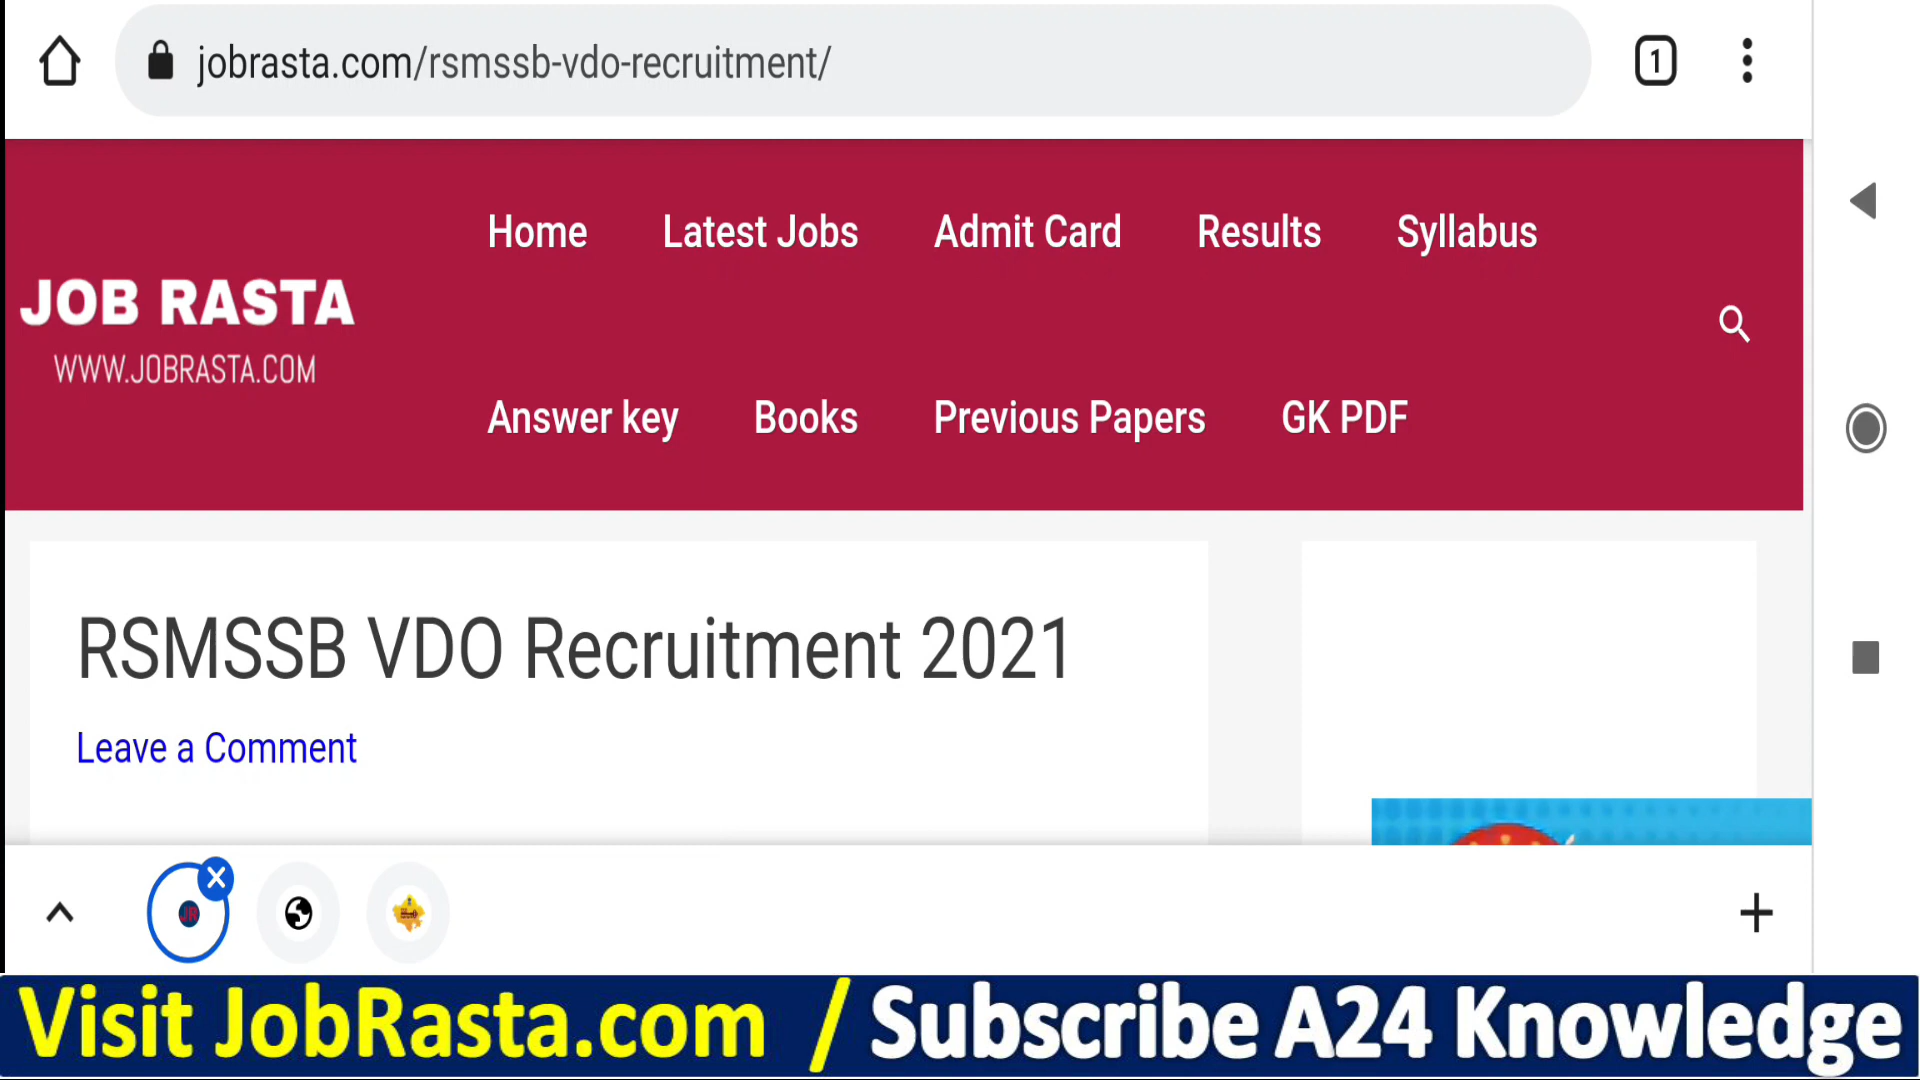 jobrasta.com/rsmssb-vdo-recruitment/
1
Home Latest Jobs Admit Card Results Syllabus
JOB RASTA
WWW.JOBRASTA.COM
Answer key Books Previous Papers GK PDF
RSMSSB VDO Recruitment 2021
Leave a Comment
Visit JobRasta.com / Subscribe A24 Knowledge